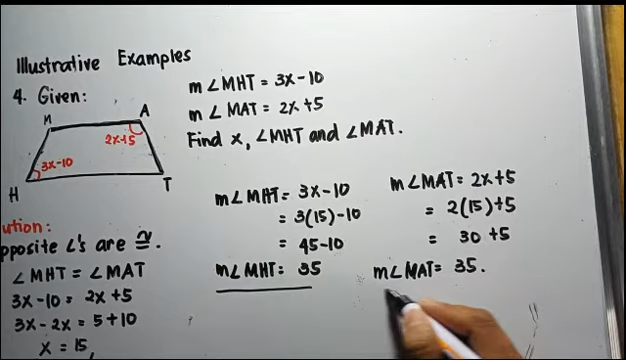 Illustrative Examples
4. Given:
m∠MHT = 3x-10
m∠MAT = 2x+5
Find x, ∠MHT and ∠MAT.
M
A
2x+5
3x-10
H
T
ution:
pposite ∠'s are ≅.
∠MHT = ∠MAT
3x-10 = 2x+5
3x-2x = 5+10
x = 15,
m∠MHT = 3x-10
= 3(15)-10
= 45-10
m∠MHT = 35
m∠MAT = 2x+5
= 2(15)+5
= 30+5
m∠MAT = 35.